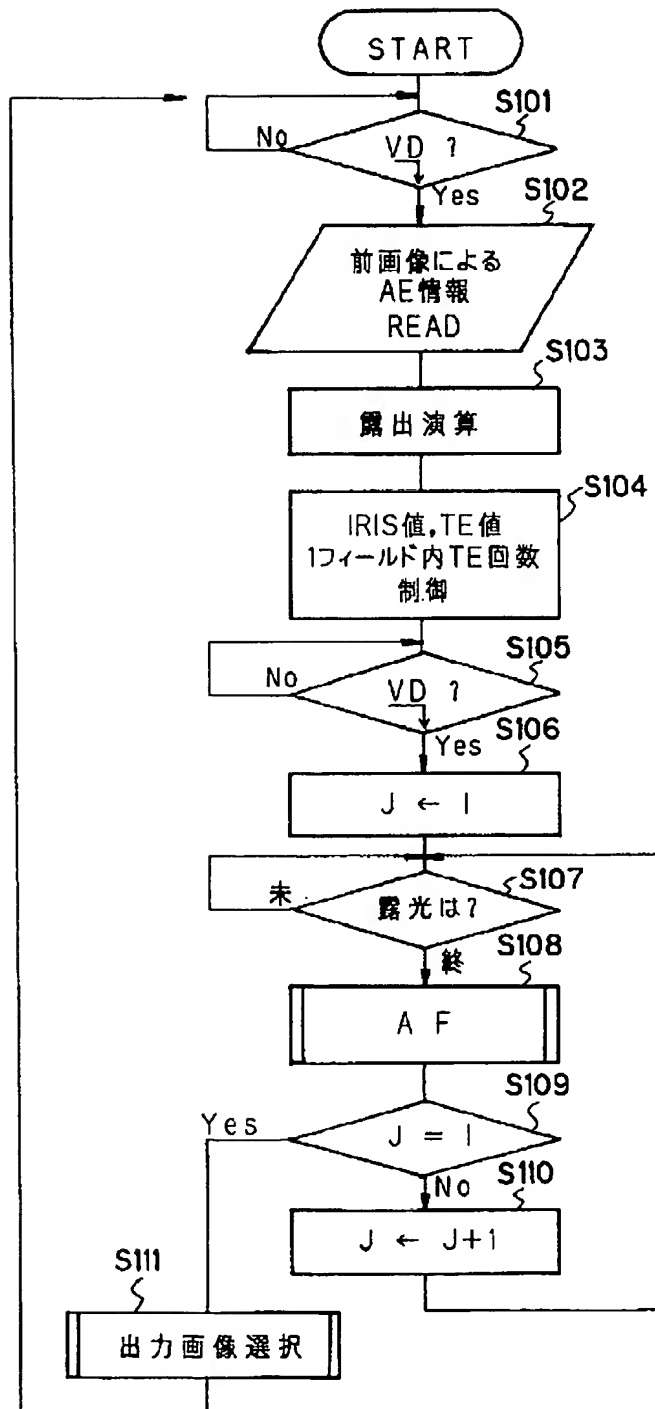 START
S101
No
VD ?
Yes
S102
前画像による
AE情報
READ
S103
露出演算
S104
IRIS値,TE値
1フィールド内TE回数
制御
S105
No
VD ?
Yes
S106
J ← I
S107
未
露光は?
終
S108
AF
S109
Yes
J = I
No
S110
J ← J+1
S111
出力画像選択